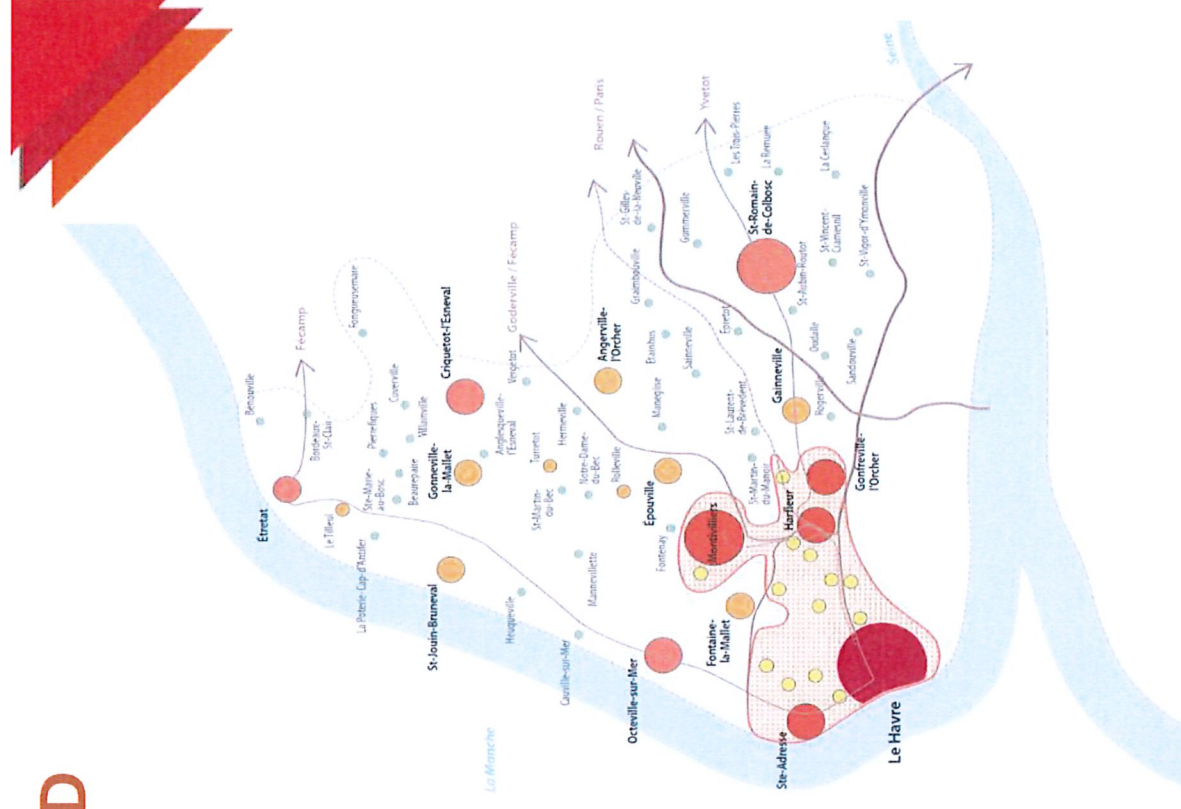 D
Benouville
Fécamp
Bordeaux-
St-Clair
Étretat
Le Tilleul
Fongueusemare
Pierrefiques
Cuverville
Ste-Marie-
au-Bosc
La Poterie-Cap-d'Antifer
Beaurepaire
Villainville
Criquetot-l'Esneval
Gonneville-
la-Mallet
St-Jouin-Bruneval
Anglesqueville-
l'Esneval
Goderville / Fécamp
Vergetot
Heuqueville
Turretot
St-Martin-
du-Bec
Hermeville
Notre-Dame-
du-Bec
Mannevillette
Cauville-sur-Mer
Rolleville
Angerville-
l'Orcher
Rouen / Paris
Épouville
Octeville-sur-Mer
Fontenay
Manéglise
Étainhus
Graimbouville
St-Gilles-
de-la-Neuville
Sainneville
Gommerville
Yvetot
Montivilliers
Fontaine-
la-Mallet
St-Laurent-
de-Brèvedent
St-Martin-
du-Manoir
Épretot
Les Trois-Pierres
St-Romain-
de-Colbosc
La Remuée
Gainneville
St-Aubin-Routot
Harfleur
Rogerville
Oudalle
St-Vincent-
Cramesnil
La Cerlangue
Sandouville
St-Vigor-d'Ymonville
Gonfreville-
l'Orcher
Ste-Adresse
Le Havre
La Manche
Seine